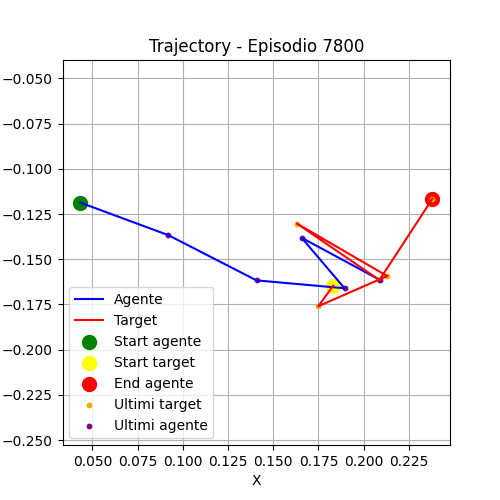 Trajectory - Episodio 7800
−0.050
−0.075
−0.100
−0.125
−0.150
−0.175
−0.200
−0.225
−0.250
Agente
Target
Start agente
Start target
End agente
Ultimi target
Ultimi agente
0.050 0.075 0.100 0.125 0.150 0.175 0.200 0.225
X